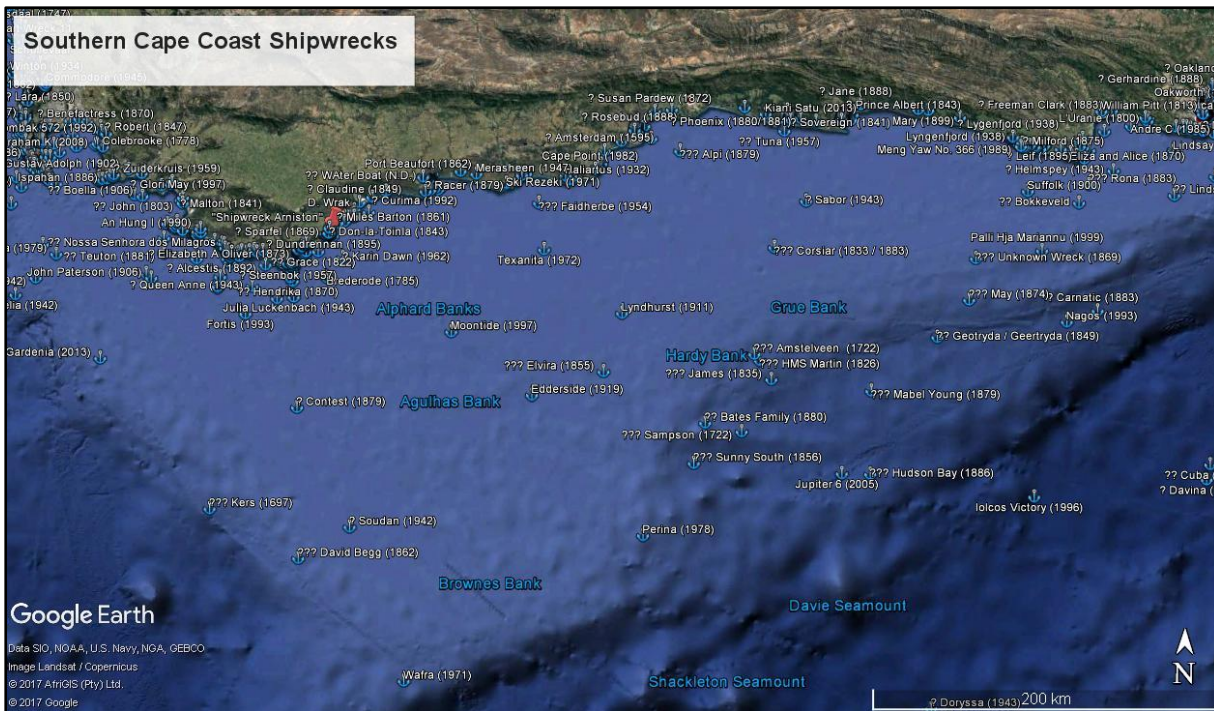 Southern Cape Coast Shipwrecks
Commodore (1945)
? Lara (1850)
? Benefactress (1870)
? Robert (1847)
? Colebrooke (1778)
Gustav Adolph (1902)
? Zuiderkruis (1959)
Ispahan (1886)
?? Boella (1906)
? Glori May (1997)
?? John (1803)
? Malton (1841)
An Hung I (1990)
?? Nossa Senhora dos Milagros
?? Teuton (1881)
? Elizabeth A Oliver (1873)
John Paterson (1906)
? Alcestis (1892)
? Queen Anne (1943)
? Steenbok (1957)
? Hendrika (1870)
Julia Luckenbach (1943)
Fortis (1993)
Gardenia (2013)
Port Beaufort (1862)
?? WAter Boat (N.D.)
? Claudine (1849)
D. Wrak
? Racer (1879)
? Curima (1992)
"Shipwreck Arniston"
? Miles Barton (1861)
? Sparfel (1869)
? Don-la-Toinla (1843)
? Dundrennan (1895)
? Karin Dawn (1962)
?? Grace (1822)
Brederode (1785)
Merasheen (1947)
Ski Rezeki (1971)
Cape Point (1982)
Haliartus (1932)
? Amsterdam (1595)
? Rosebud (1888)
? Susan Pardew (1872)
? Phoenix (1880/1881)
?? Alpi (1879)
?? Faidherbe (1954)
Texanita (1972)
Kiani Satu (2013)
? Jane (1888)
? Prince Albert (1843)
? Sovereign (1841)
?? Tuna (1957)
Mary (1899)
? Sabor (1943)
??? Corsiar (1833 / 1883)
? Freeman Clark (1883)
William Pitt (1813)
? Gerhardine (1888)
? Oakland
Oakworth
? Lygenfjord (1938)
Lyngenfjord (1938)
L'Uranie (1800)
Andre C (1985)
Meng Yaw No. 366 (1989)
? Milford (1875)
? Leif (1895)
Eliza and Alice (1870)
Lindsay
? Helmspey (1943)
?? Rona (1883)
Suffolk (1900)
?? Bokkeveld
Palli Hja Mariannu (1999)
??? Unknown Wreck (1869)
??? May (1874)
? Carnatic (1883)
Nagos (1993)
?? Geotryda / Geertryda (1849)
Alphard Banks
Moontide (1997)
Lyndhurst (1911)
Grue Bank
Hardy Bank
??? Amstelveen (1722)
??? HMS Martin (1826)
??? James (1835)
??? Elvira (1855)
Edderside (1919)
Agulhas Bank
? Contest (1879)
??? Mabel Young (1879)
?? Bates Family (1880)
??? Sampson (1722)
??? Sunny South (1856)
??? Hudson Bay (1886)
Jupiter 6 (2005)
Iolcos Victory (1996)
?? Cuba
? Davina
??? Kers (1697)
? Soudan (1942)
??? David Begg (1862)
Perina (1978)
Brownes Bank
Davie Seamount
Wafra (1971)
Shackleton Seamount
? Doryssa (1943)
Google Earth
Data SIO, NOAA, U.S. Navy, NGA, GEBCO
Image Landsat / Copernicus
© 2017 AfriGIS (Pty) Ltd.
© 2017 Google
N
200 km